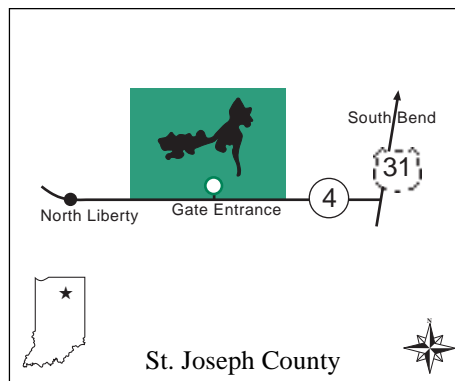 South Bend
31
4
North Liberty
Gate Entrance
N
St. Joseph County